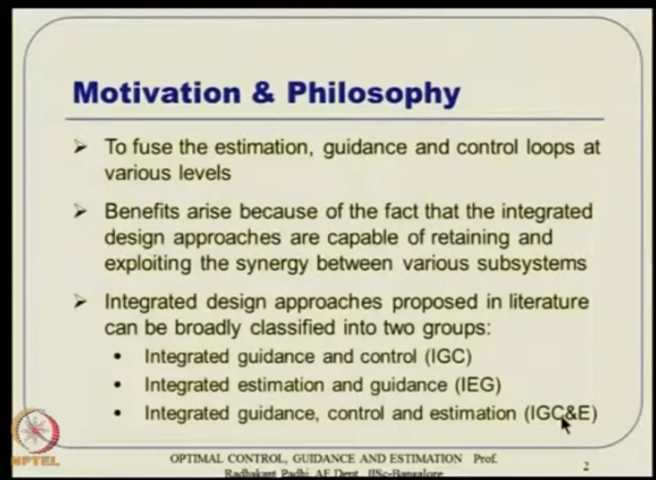 Motivation & Philosophy
➤ To fuse the estimation, guidance and control loops at
various levels
➤ Benefits arise because of the fact that the integrated
design approaches are capable of retaining and
exploiting the synergy between various subsystems
➤ Integrated design approaches proposed in literature
can be broadly classified into two groups:
• Integrated guidance and control (IGC)
• Integrated estimation and guidance (IEG)
• Integrated guidance, control and estimation (IGC&E)
NPTEL
OPTIMAL CONTROL, GUIDANCE AND ESTIMATION Prof.
Radhakant Padhi, AE Dept., IISc-Bangalore
2